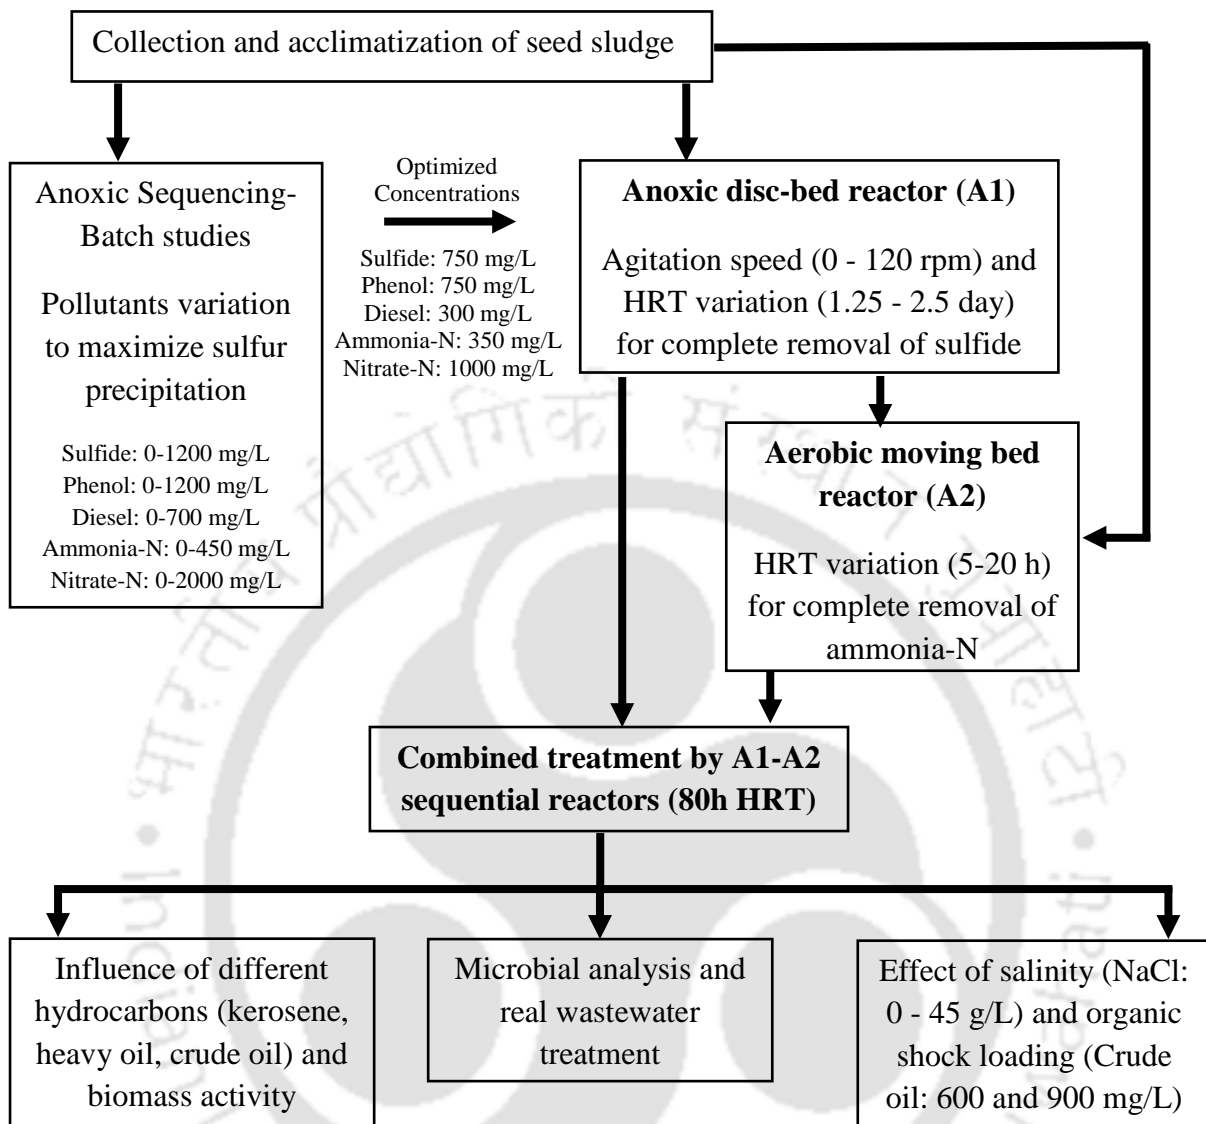 Collection and acclimatization of seed sludge
Anoxic Sequencing-
Batch studies
Pollutants variation
to maximize sulfur
precipitation
Sulfide: 0-1200 mg/L
Phenol: 0-1200 mg/L
Diesel: 0-700 mg/L
Ammonia-N: 0-450 mg/L
Nitrate-N: 0-2000 mg/L
Optimized
Concentrations
Sulfide: 750 mg/L
Phenol: 750 mg/L
Diesel: 300 mg/L
Ammonia-N: 350 mg/L
Nitrate-N: 1000 mg/L
Anoxic disc-bed reactor (A1)
Agitation speed (0 - 120 rpm) and
HRT variation (1.25 - 2.5 day)
for complete removal of sulfide
Aerobic moving bed
reactor (A2)
HRT variation (5-20 h)
for complete removal of
ammonia-N
Combined treatment by A1-A2
sequential reactors (80h HRT)
Influence of different
hydrocarbons (kerosene,
heavy oil, crude oil) and
biomass activity
Microbial analysis and
real wastewater
treatment
Effect of salinity (NaCl:
0 - 45 g/L) and organic
shock loading (Crude
oil: 600 and 900 mg/L)
भारतीय प्रौद्योगिकी संस्थान गुवाहाटी